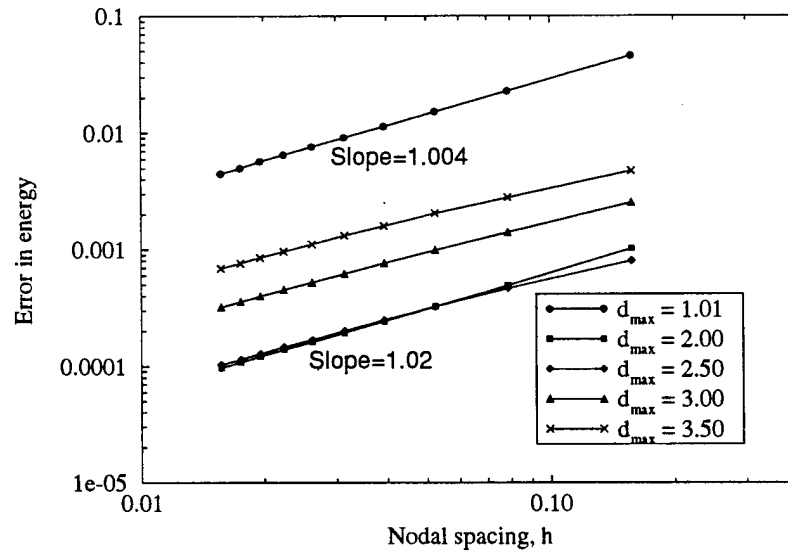 0.1
0.01
Slope=1.004
0.001
Error in energy
d_max = 1.01
d_max = 2.00
0.0001
Slope=1.02
d_max = 2.50
d_max = 3.00
d_max = 3.50
1e-05
0.01
0.10
Nodal spacing, h